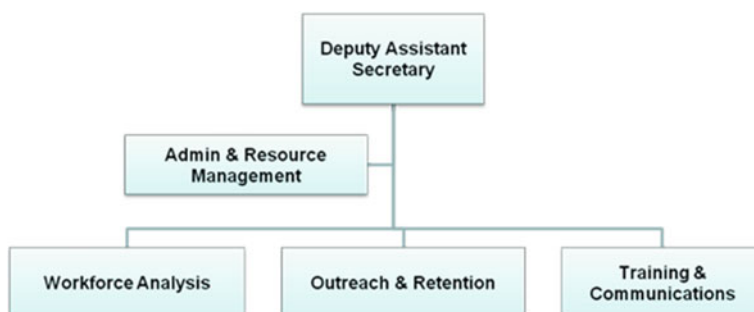 Deputy Assistant
Secretary
Admin & Resource
Management
Workforce Analysis
Outreach & Retention
Training &
Communications